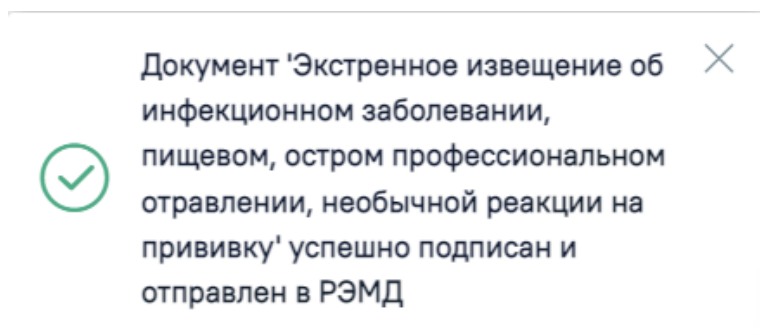 Документ 'Экстренное извещение об
инфекционном заболевании,
пищевом, остром профессиональном
отравлении, необычной реакции на
прививку' успешно подписан и
отправлен в РЭМД